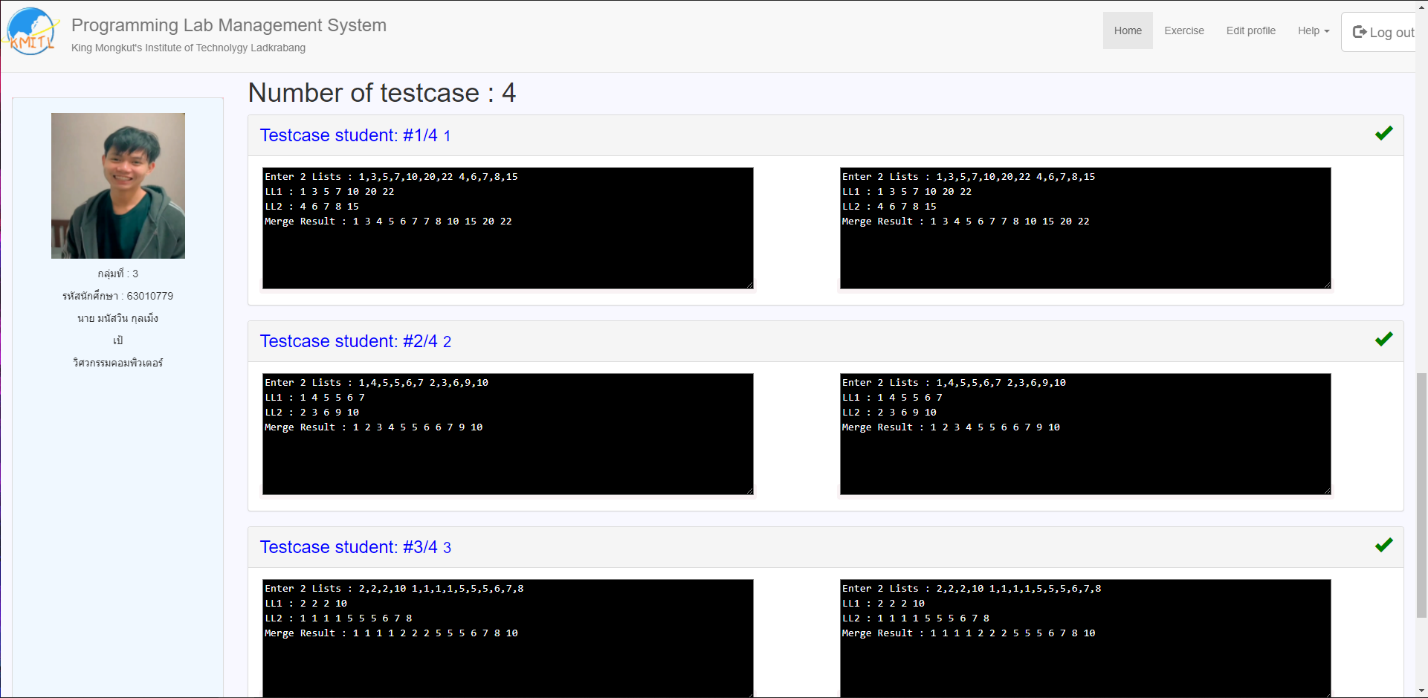 KMITL
Programming Lab Management System
King Mongkut's Institute of Technolygy Ladkrabang
Home
Exercise
Edit profile
Help
Log out
กลุ่มที่ : 3
รหัสนักศึกษา : 63010779
นาย มนัสวิน กุลเม็ง
เป้
วิศวกรรมคอมพิวเตอร์
Number of testcase : 4
Testcase student: #1/4 1
Enter 2 Lists : 1,3,5,7,10,20,22 4,6,7,8,15
LL1 : 1 3 5 7 10 20 22
LL2 : 4 6 7 8 15
Merge Result : 1 3 4 5 6 7 7 8 10 15 20 22
Enter 2 Lists : 1,3,5,7,10,20,22 4,6,7,8,15
LL1 : 1 3 5 7 10 20 22
LL2 : 4 6 7 8 15
Merge Result : 1 3 4 5 6 7 7 8 10 15 20 22
Testcase student: #2/4 2
Enter 2 Lists : 1,4,5,5,6,7 2,3,6,9,10
LL1 : 1 4 5 5 6 7
LL2 : 2 3 6 9 10
Merge Result : 1 2 3 4 5 5 6 6 7 9 10
Enter 2 Lists : 1,4,5,5,6,7 2,3,6,9,10
LL1 : 1 4 5 5 6 7
LL2 : 2 3 6 9 10
Merge Result : 1 2 3 4 5 5 6 6 7 9 10
Testcase student: #3/4 3
Enter 2 Lists : 2,2,2,10 1,1,1,1,5,5,5,6,7,8
LL1 : 2 2 2 10
LL2 : 1 1 1 1 5 5 5 6 7 8
Merge Result : 1 1 1 1 2 2 2 5 5 5 6 7 8 10
Enter 2 Lists : 2,2,2,10 1,1,1,1,5,5,5,6,7,8
LL1 : 2 2 2 10
LL2 : 1 1 1 1 5 5 5 6 7 8
Merge Result : 1 1 1 1 2 2 2 5 5 5 6 7 8 10